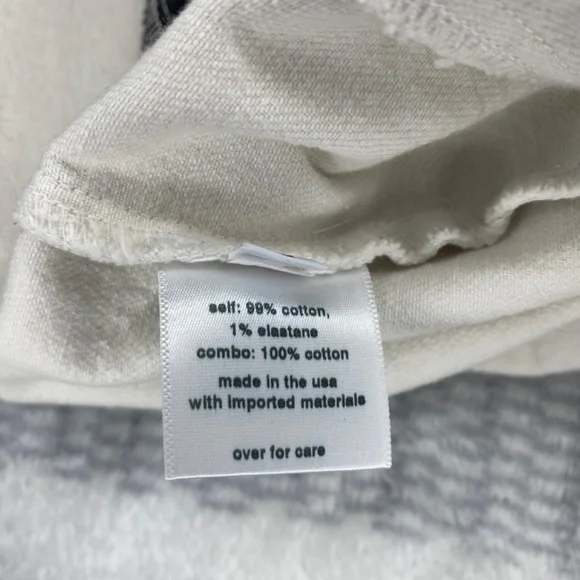 self: 99% cotton,
1% elastane
combo: 100% cotton
made in the usa
with imported materials
over for care